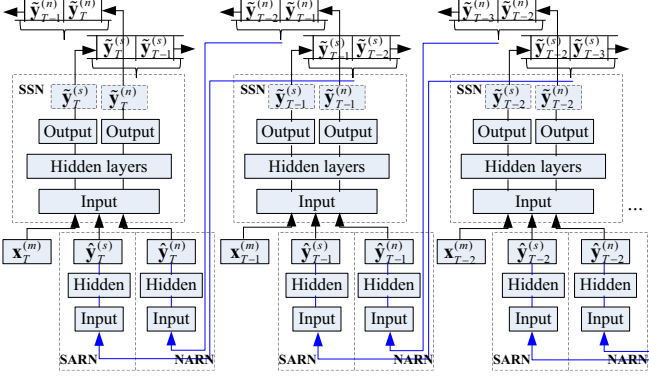 ỹ_{T-1}^{(n)} ỹ_{T-2}^{(n)} ỹ_{T-2}^{(n)} ỹ_{T-1}^{(n)} ỹ_{T-3}^{(n)} ỹ_{T-2}^{(n)}
ỹ_T^{(s)} ỹ_{T-1}^{(s)} ỹ_{T-1}^{(s)} ỹ_{T-2}^{(s)} ỹ_{T-2}^{(s)} ỹ_{T-3}^{(s)}
SSN ỹ_T^{(s)} ỹ_T^{(n)} SSN ỹ_{T-1}^{(s)} ỹ_{T-1}^{(n)} SSN ỹ_{T-2}^{(s)} ỹ_{T-2}^{(n)}
Output Output Output Output Output Output
Hidden layers Hidden layers Hidden layers
Input Input Input ...
x_T^{(m)} ŷ_T^{(s)} ŷ_T^{(n)} x_{T-1}^{(m)} ŷ_{T-1}^{(s)} ŷ_{T-1}^{(n)} x_{T-2}^{(m)} ŷ_{T-2}^{(s)} ŷ_{T-2}^{(n)}
Hidden Hidden Hidden Hidden Hidden Hidden
Input Input Input Input Input Input
SARN NARN SARN NARN SARN NARN